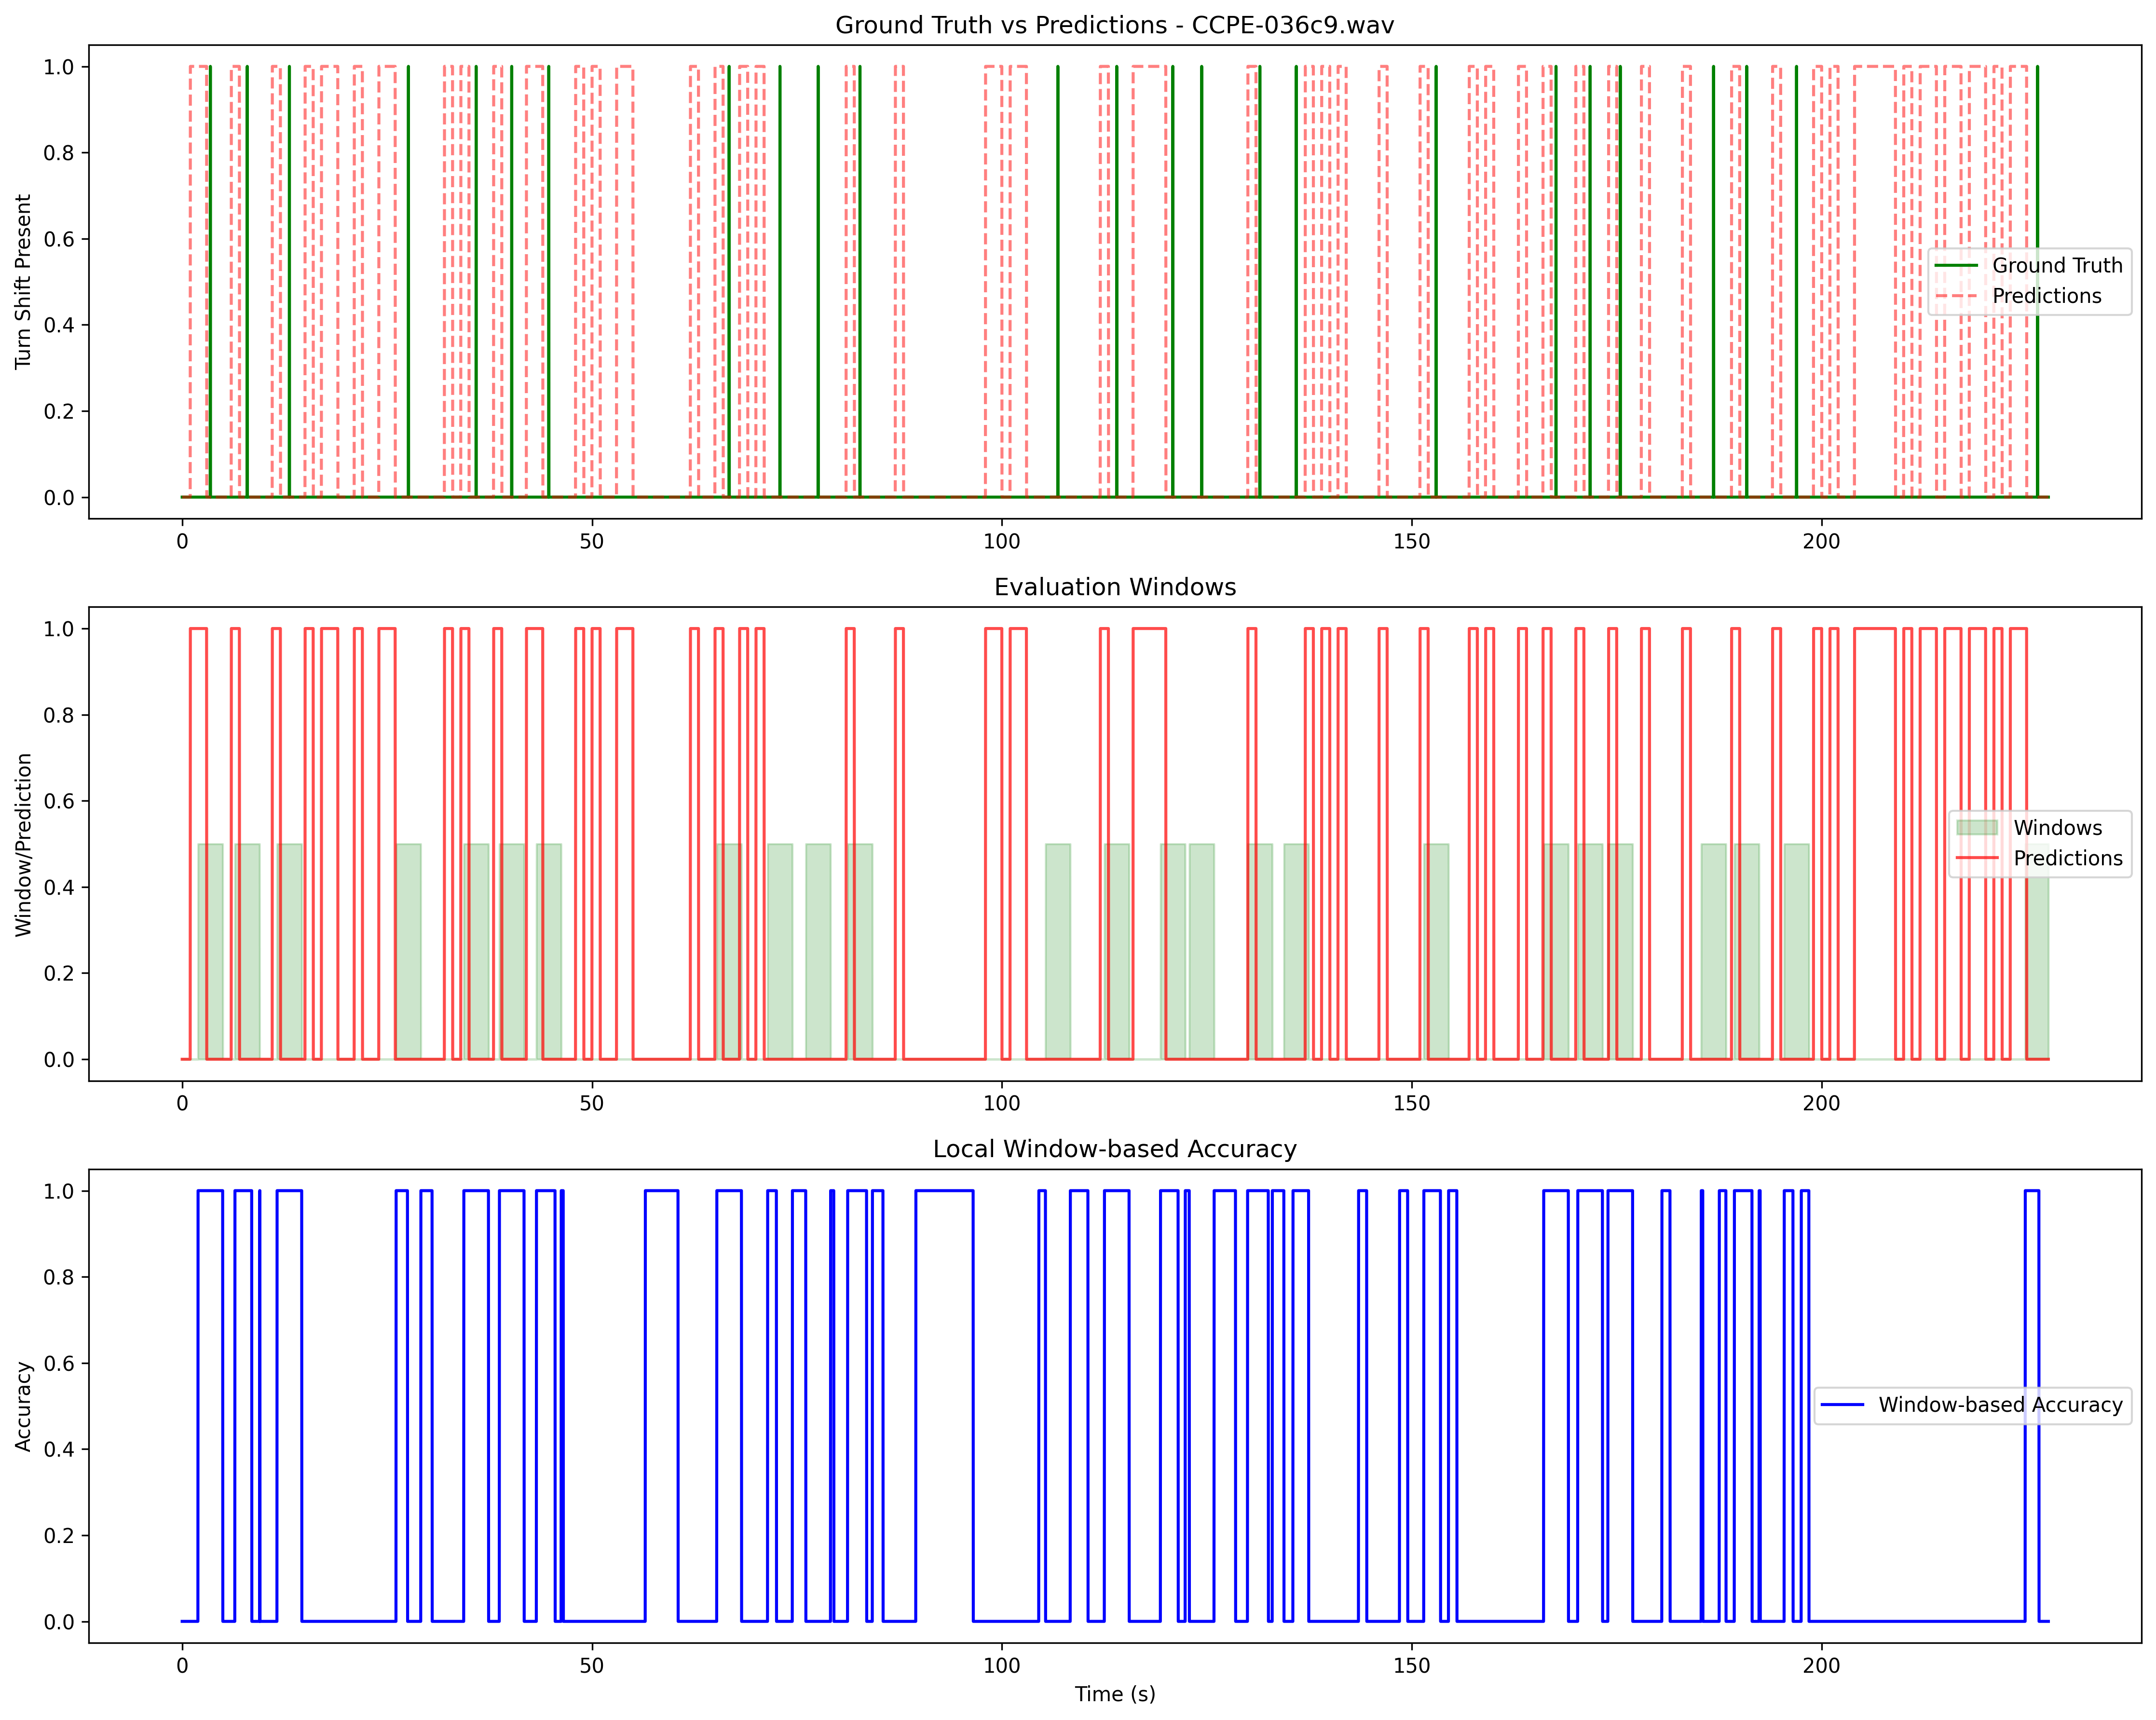 Ground Truth vs Predictions - CCPE-036c9.wav
Turn Shift Present
1.0
0.8
0.6
0.4
0.2
0.0
Ground Truth
Predictions
0 50 100 150 200
Evaluation Windows
Window/Prediction
1.0
0.8
0.6
0.4
0.2
0.0
Windows
Predictions
0 50 100 150 200
Local Window-based Accuracy
Accuracy
1.0
0.8
0.6
0.4
0.2
0.0
Window-based Accuracy
0 50 100 150 200
Time (s)